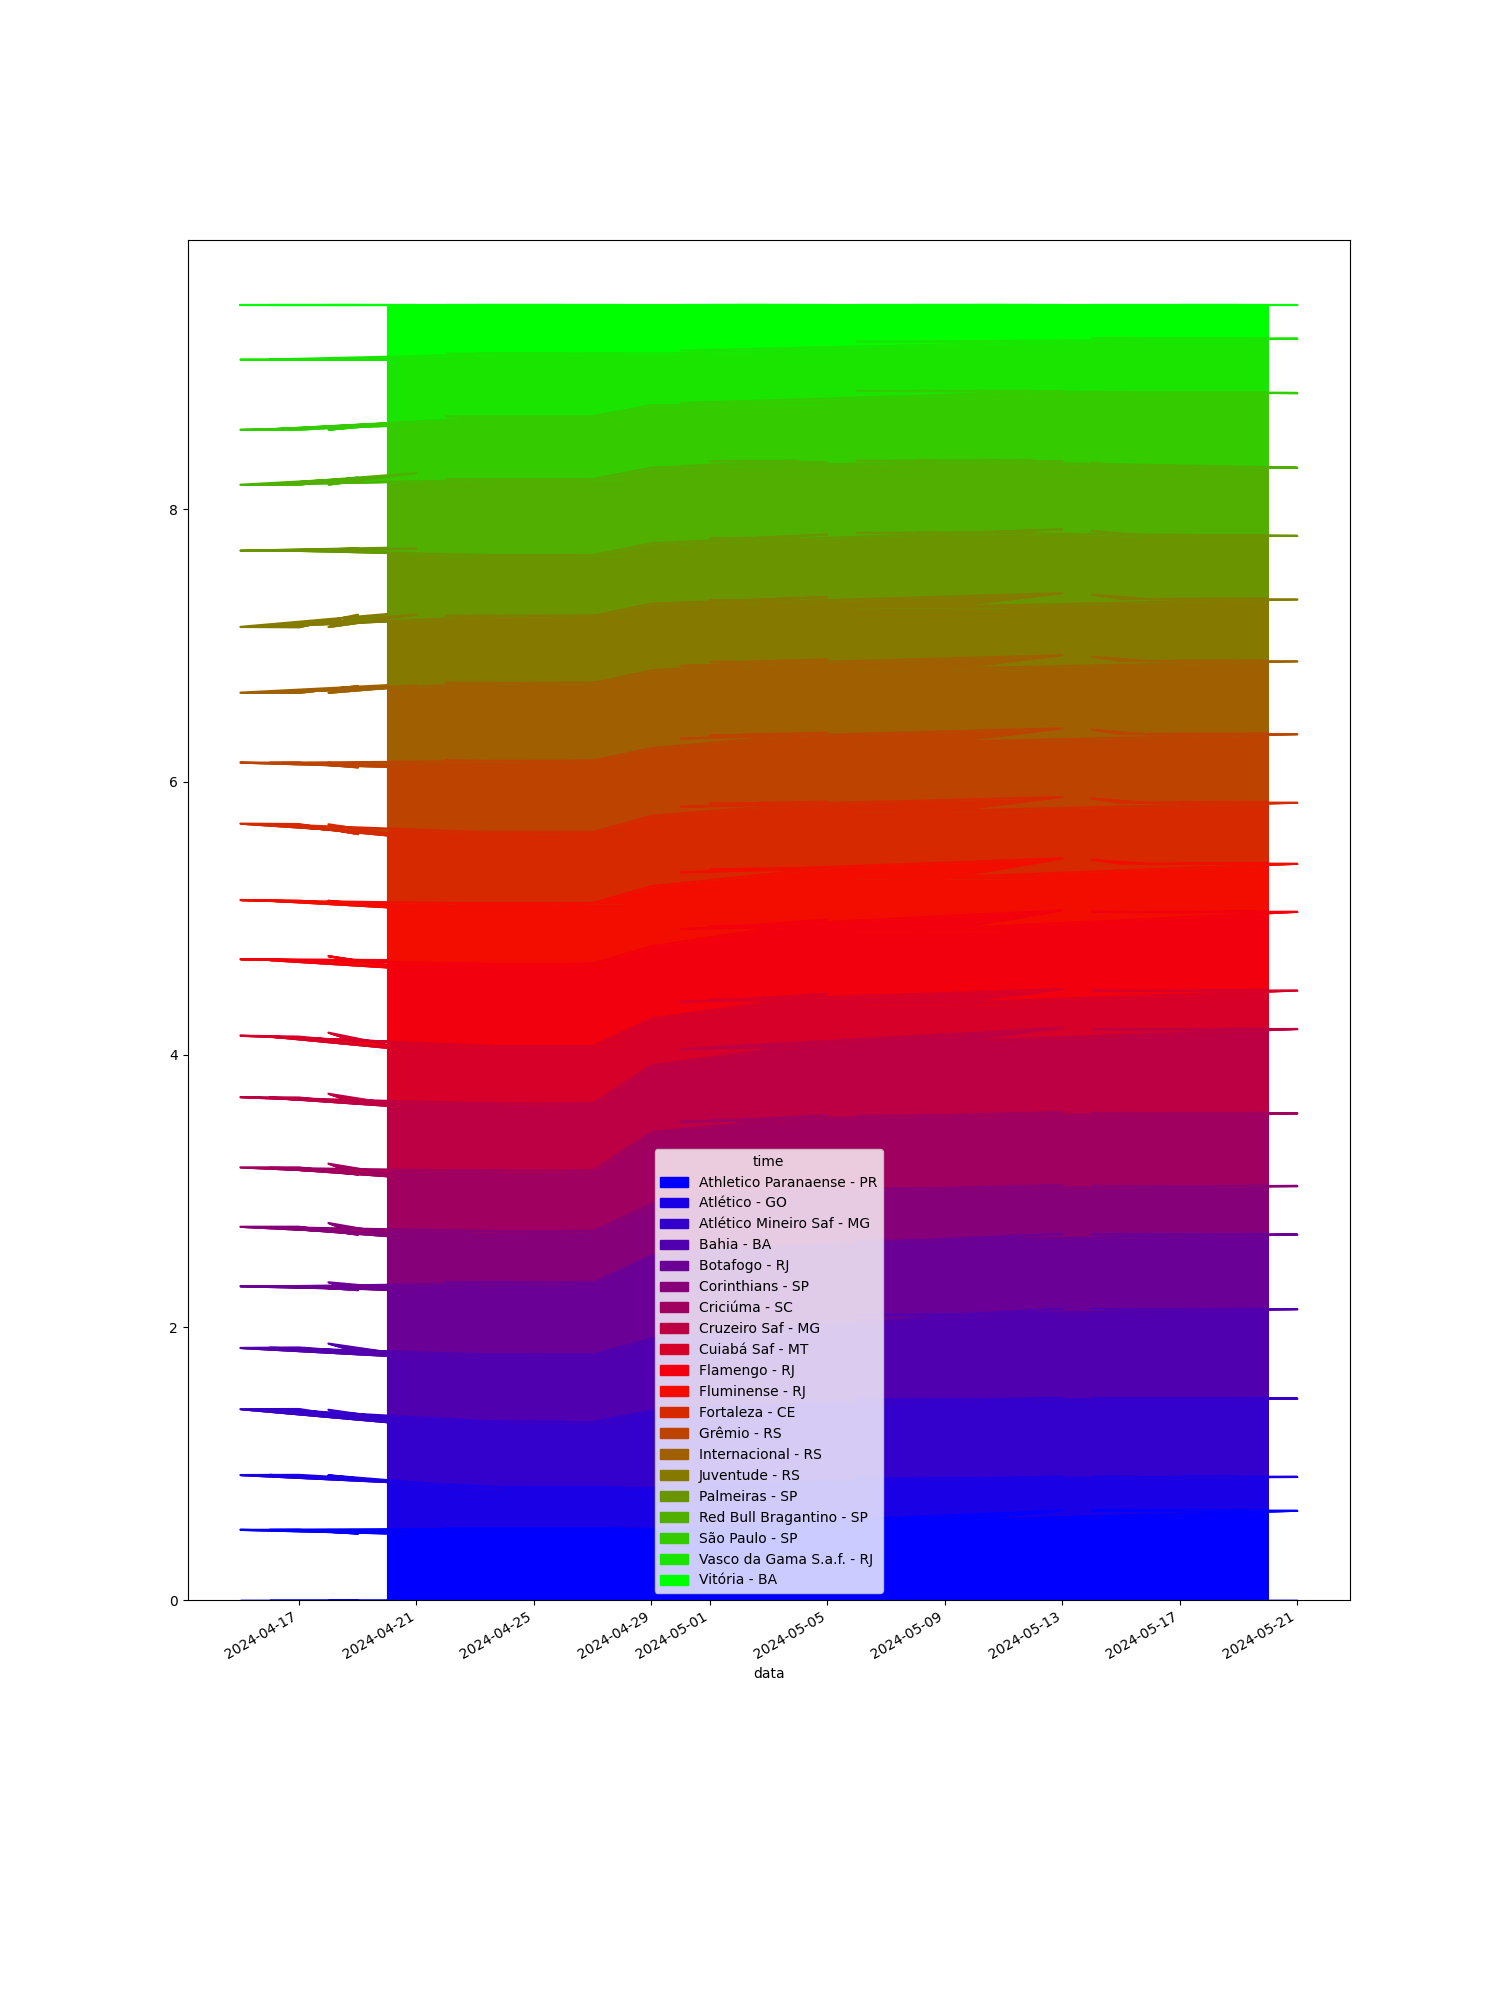 8
6
4
2
0
time
Athletico Paranaense - PR
Atlético - GO
Atlético Mineiro Saf - MG
Bahia - BA
Botafogo - RJ
Corinthians - SP
Criciúma - SC
Cruzeiro Saf - MG
Cuiabá Saf - MT
Flamengo - RJ
Fluminense - RJ
Fortaleza - CE
Grêmio - RS
Internacional - RS
Juventude - RS
Palmeiras - SP
Red Bull Bragantino - SP
São Paulo - SP
Vasco da Gama S.a.f. - RJ
Vitória - BA
2024-04-17
2024-04-21
2024-04-25
2024-04-29
2024-05-01
2024-05-05
2024-05-09
2024-05-13
2024-05-17
2024-05-21
data